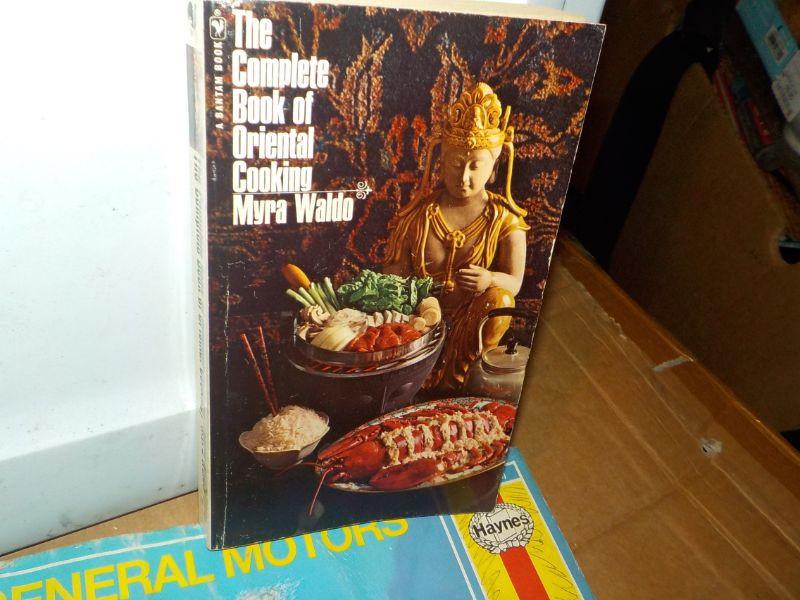 A BANTAM BOOK
The
Complete
Book of
Oriental
Cooking
Myra Waldo
Haynes
GENERAL MOTORS